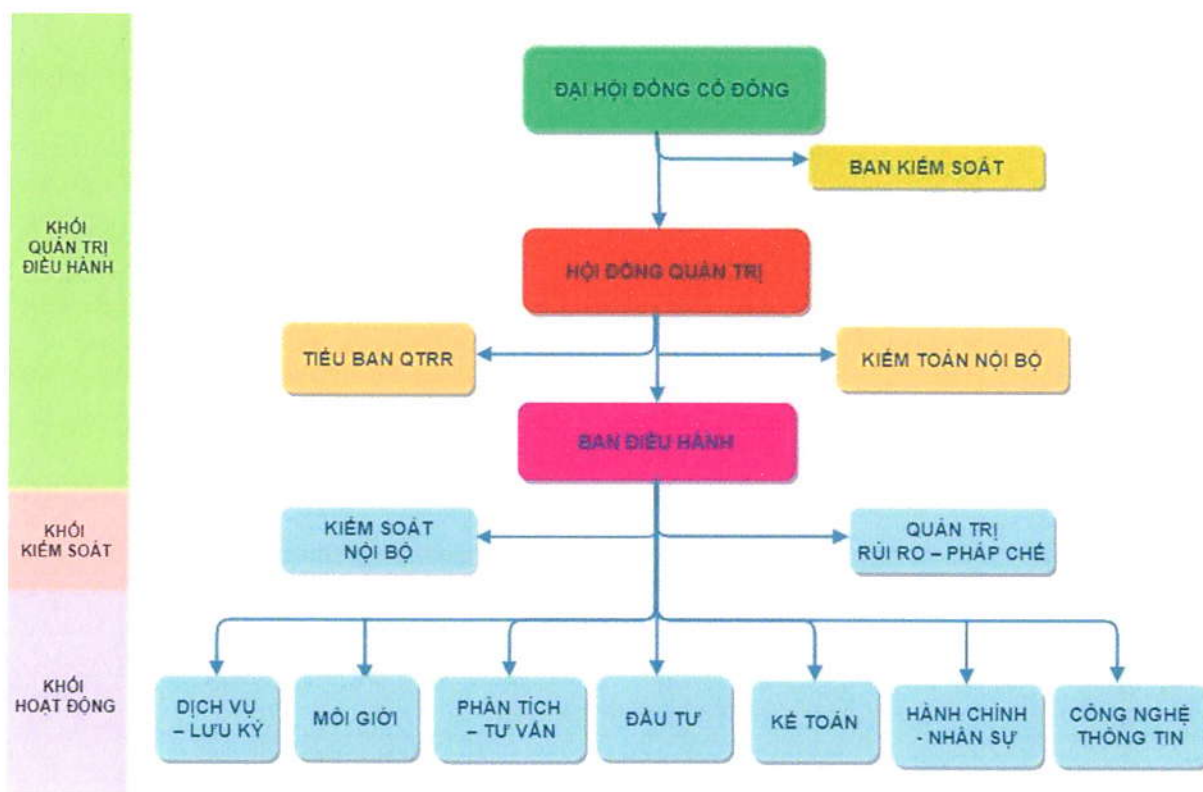 ĐẠI HỘI ĐỒNG CỔ ĐÔNG
BAN KIỂM SOÁT
KHỐI
QUẢN TRỊ
ĐIỀU HÀNH
HỘI ĐỒNG QUẢN TRỊ
TIỂU BAN QTRR
KIỂM TOÁN NỘI BỘ
BAN ĐIỀU HÀNH
KHỐI
KIỂM SOÁT
KIỂM SOÁT
NỘI BỘ
QUẢN TRỊ
RỦI RO – PHÁP CHẾ
KHỐI
HOẠT ĐỘNG
DỊCH VỤ
– LƯU KÝ
MÔI GIỚI
PHÂN TÍCH
– TƯ VẤN
ĐẦU TƯ
KẾ TOÁN
HÀNH CHÍNH
- NHÂN SỰ
CÔNG NGHỆ
THÔNG TIN